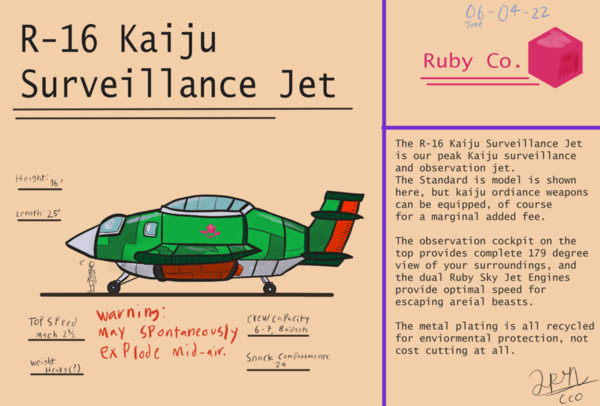 R-16 Kaiju
Surveillance Jet
Height: 16'
Length: 25'
TOP SPEED
Mach 2½
Weight:
Heavy(?)
Warning:
May Spontaneously
explode Mid-air.
Crew Capacity
6-7,
Snack Compartments:
24
06-04-22
June
Ruby Co.
The R-16 Kaiju Surveillance Jet
is our peak Kaiju surveillance
and observation jet.
The Standard is model is shown
here, but kaiju ordiance weapons
can be equipped, of course
for a marginal added fee.
The observation cockpit on the
top provides complete 179 degree
view of your surroundings, and
the dual Ruby Sky Jet Engines
provide optimal speed for
escaping areial beasts.
The metal plating is all recycled
for enviormental protection, not
cost cutting at all.
CEO